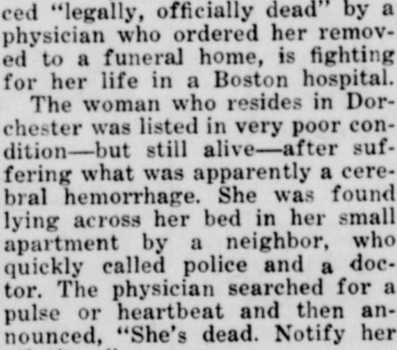 ced “legally, officially dead” by a
physician who ordered her remov-
ed to a funeral home, is fighting
for her life in a Boston hospital.
The woman who resides in Dor-
chester was listed in very poor con-
dition—but still alive—after suf-
fering what was apparently a cere-
bral hemorrhage. She was found
lying across her bed in her small
apartment by a neighbor, who
quickly called police and a doc-
tor. The physician searched for a
pulse or heartbeat and then an-
nounced, “She's dead. Notify her